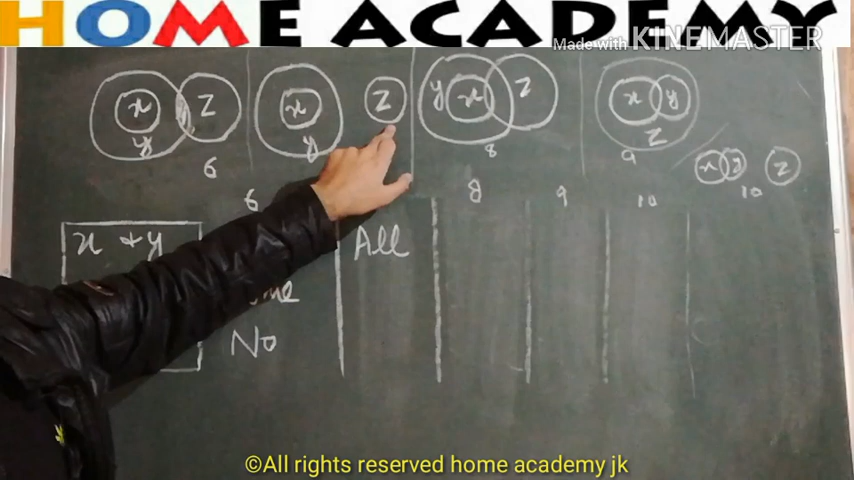 HOME ACADEMY
Made with KINEMASTER
x Z x Z y x Z x y
y y Z
6 8 9 x y Z
10
6 8 9 10
x & y All
No
©All rights reserved home academy jk